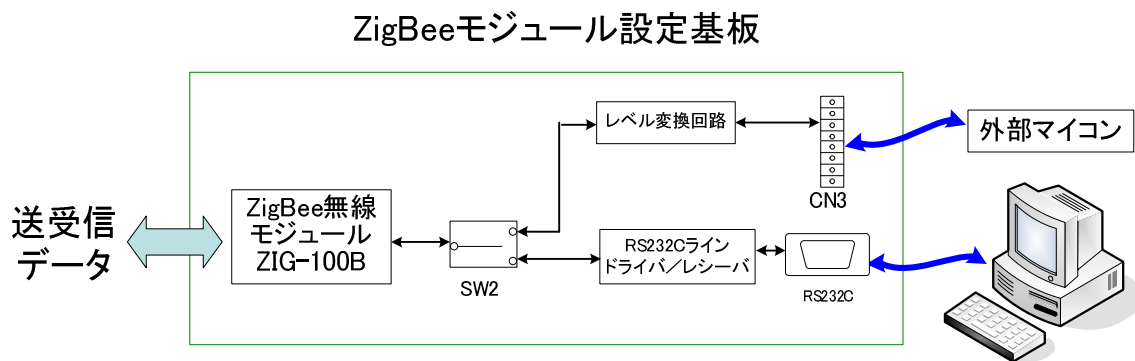 ZigBeeモジュール設定基板
レベル変換回路
外部マイコン
CN3
送受信
データ
ZigBee無線
モジュール
ZIG-100B
SW2
RS232Cライン
ドライバ／レシーバ
RS232C